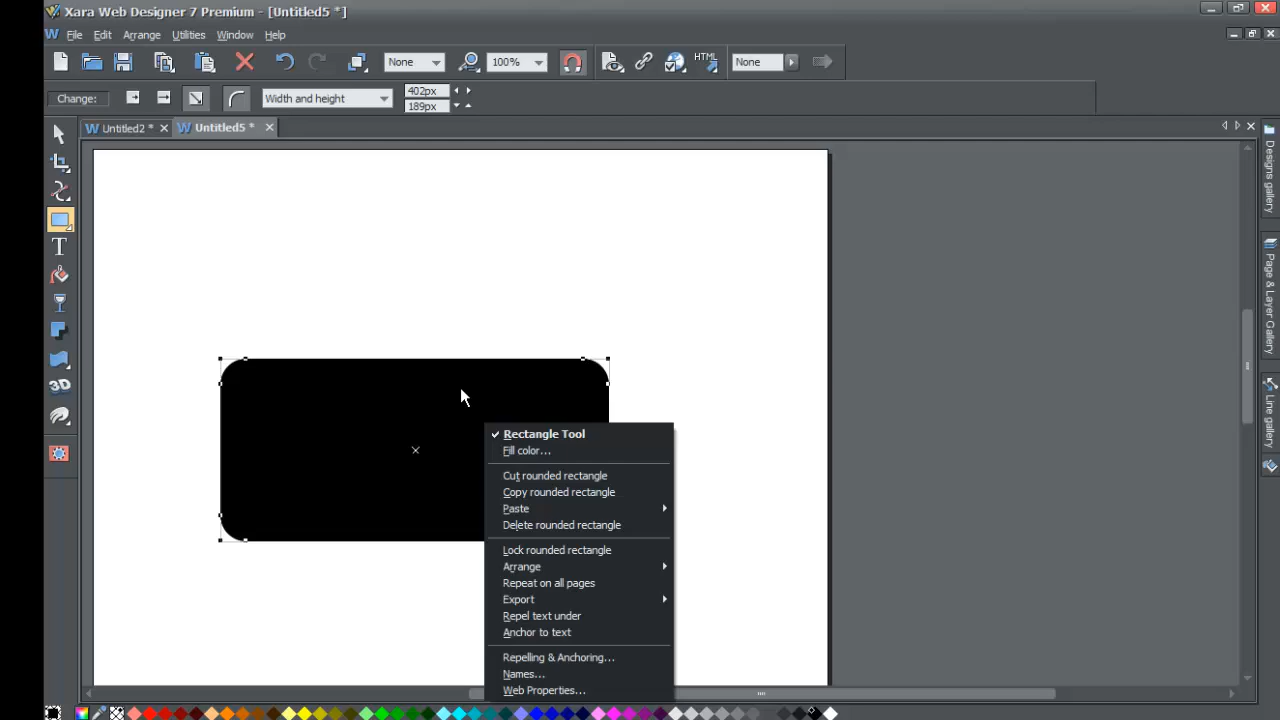 Xara Web Designer 7 Premium - [Untitled5 *]
File Edit Arrange Utilities Window Help
None 100% HTML None
Change: Width and height 402px
189px
Untitled2 * Untitled5 *
Designs gallery
Page & Layer Gallery
Line gallery
T
3D
Rectangle Tool
Fill color...
Cut rounded rectangle
Copy rounded rectangle
Paste
Delete rounded rectangle
Lock rounded rectangle
Arrange
Repeat on all pages
Export
Repel text under
Anchor to text
Repelling & Anchoring...
Names...
Web Properties...